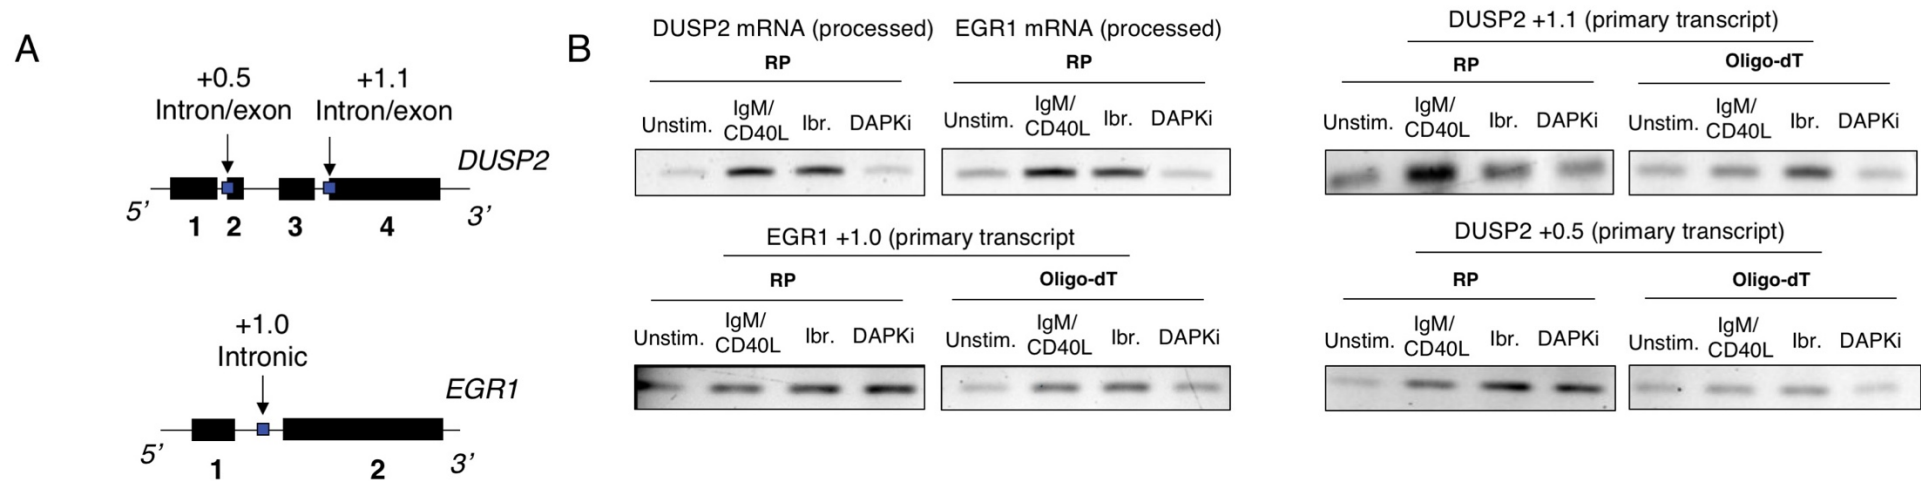 A
+0.5
Intron/exon
+1.1
Intron/exon
DUSP2
5’
3’
1 2 3 4
+1.0
Intronic
EGR1
5’
3’
1 2
B
DUSP2 mRNA (processed)
RP
Unstim. IgM/ CD40L Ibr. DAPKi
EGR1 mRNA (processed)
RP
Unstim. IgM/ CD40L Ibr. DAPKi
DUSP2 +1.1 (primary transcript)
RP
Unstim. IgM/ CD40L Ibr. DAPKi
Oligo-dT
Unstim. IgM/ CD40L Ibr. DAPKi
EGR1 +1.0 (primary transcript
RP
Unstim. IgM/ CD40L Ibr. DAPKi
Oligo-dT
Unstim. IgM/ CD40L Ibr. DAPKi
DUSP2 +0.5 (primary transcript)
RP
Unstim. IgM/ CD40L Ibr. DAPKi
Oligo-dT
Unstim. IgM/ CD40L Ibr. DAPKi